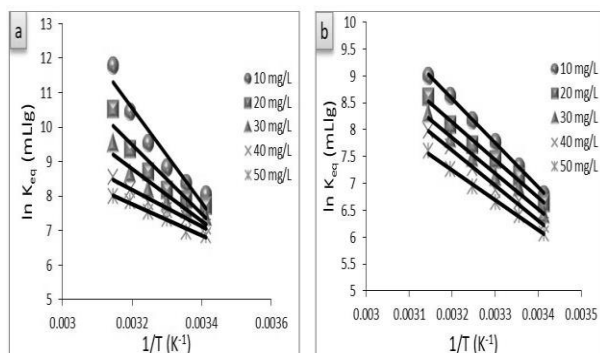 a
ln Keq (mLlg)
13
12
11
10
9
8
7
6
5
0.003
0.0032
0.0034
0.0036
1/T (K-1)
10 mg/L
20 mg/L
30 mg/L
40 mg/L
50 mg/L
b
ln Keq (mLlg)
10
9.5
9
8.5
8
7.5
7
6.5
6
5.5
5
0.003
0.0031
0.0032
0.0033
0.0034
0.0035
1/T (K-1)
10 mg/L
20 mg/L
30 mg/L
40 mg/L
50 mg/L